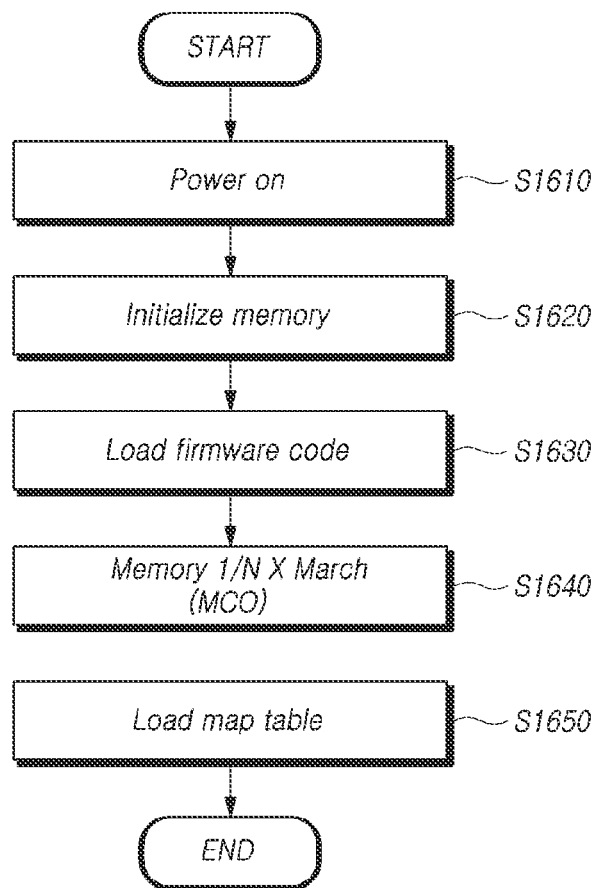 START
Power on
S1610
Initialize memory
S1620
Load firmware code
S1630
Memory 1/N X March
(MCO)
S1640
Load map table
S1650
END